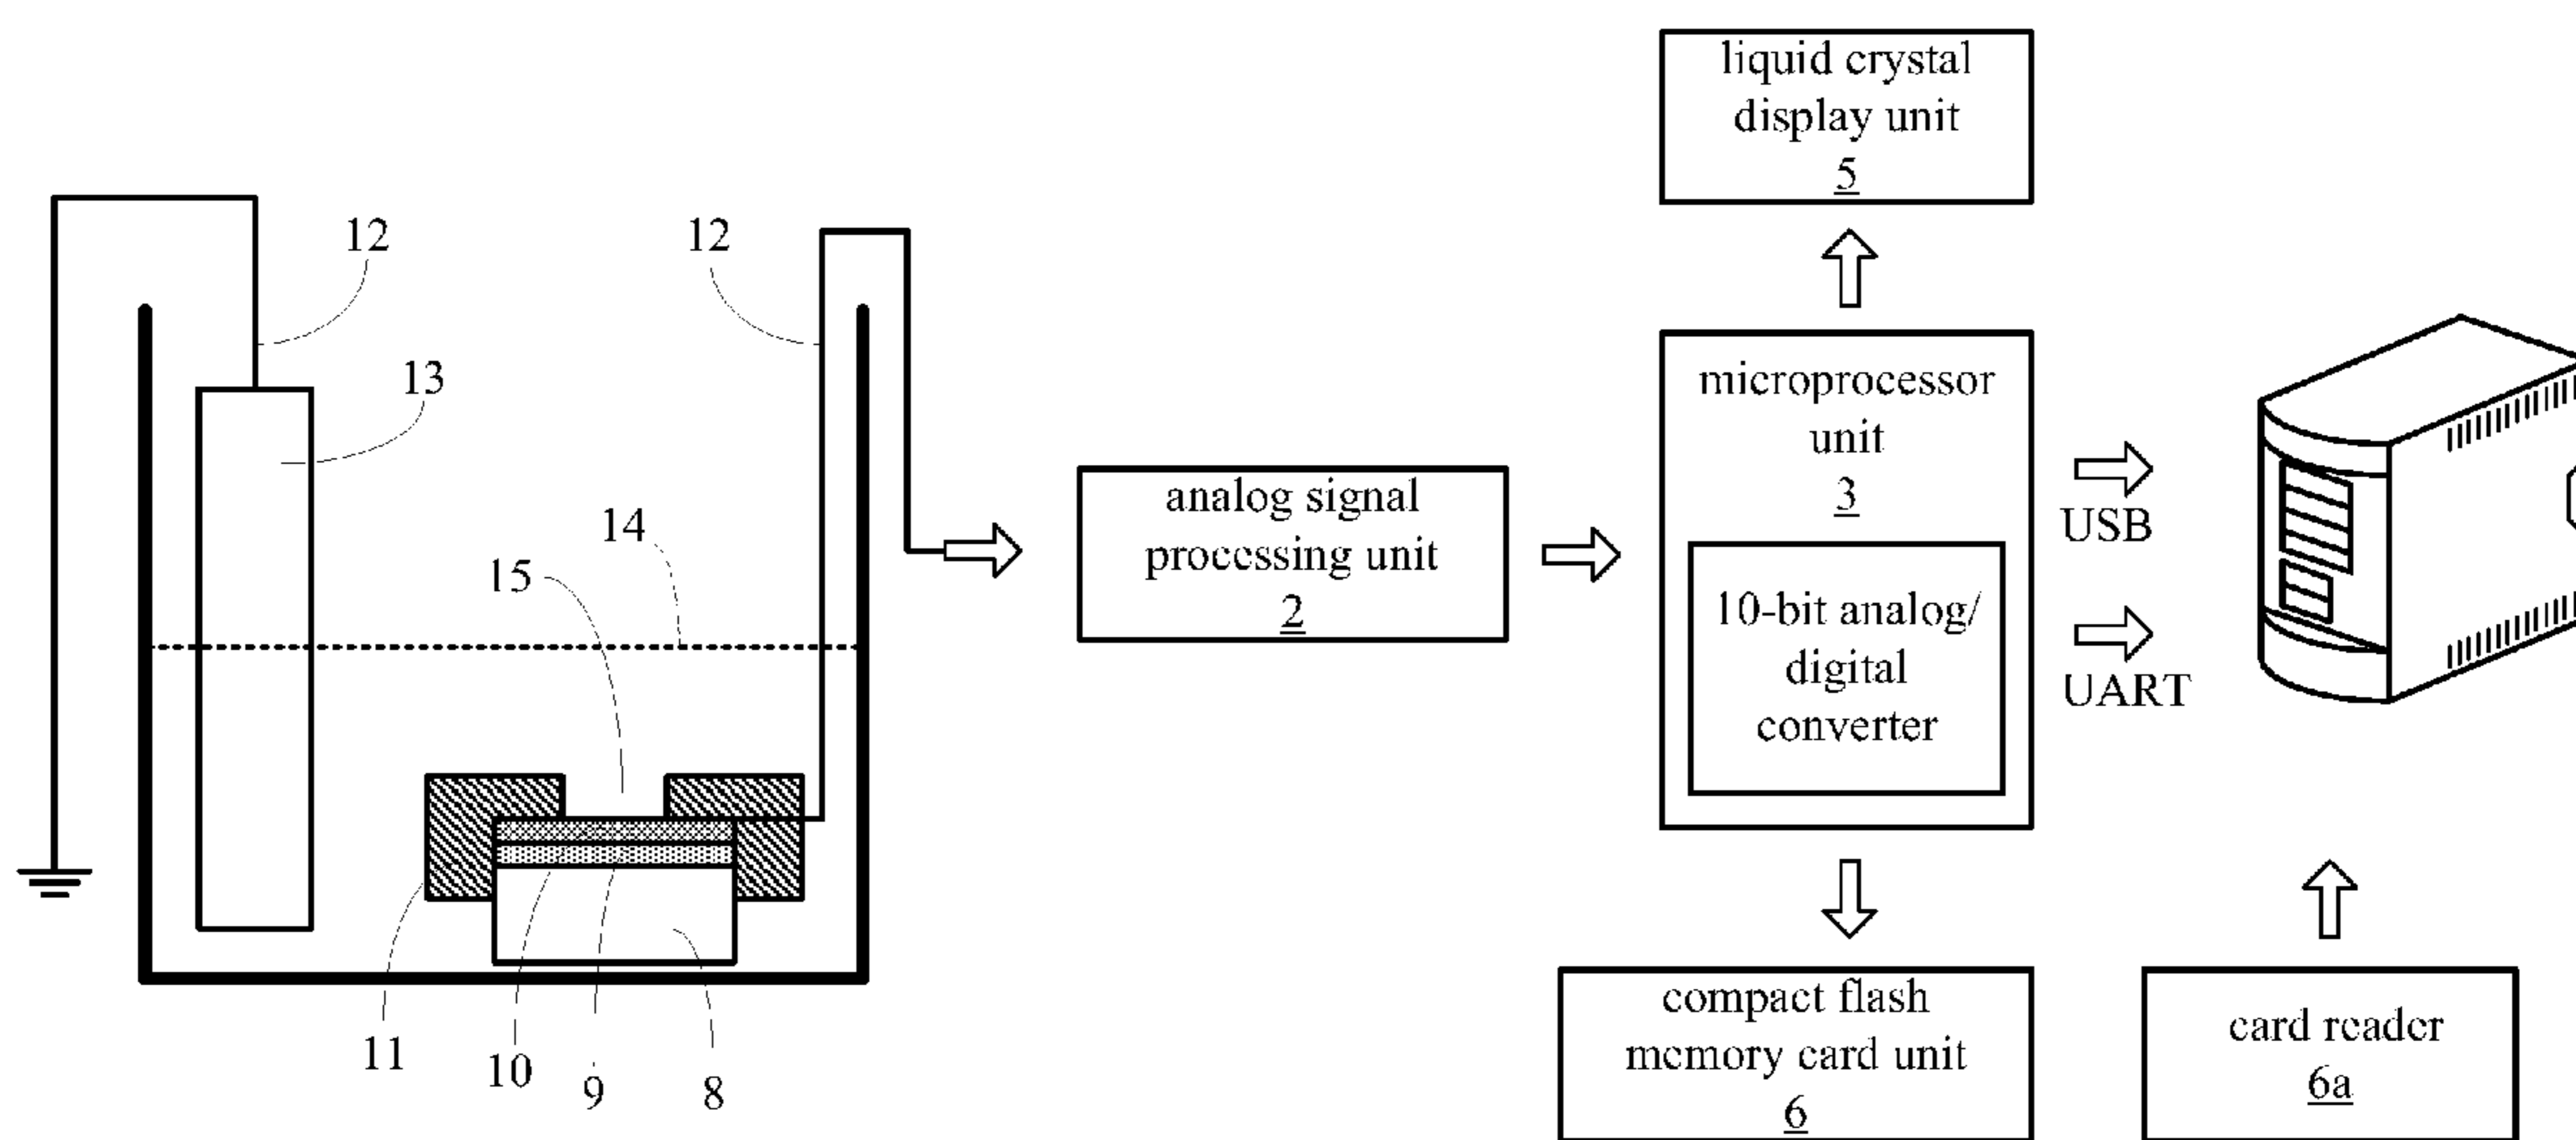 liquid crystal
display unit
5
12
12
13
microprocessor
unit
3
14
15
analog signal
processing unit
2
USB
10-bit analog/
digital
converter
UART
11
10
9
8
compact flash
memory card unit
6
card reader
6a